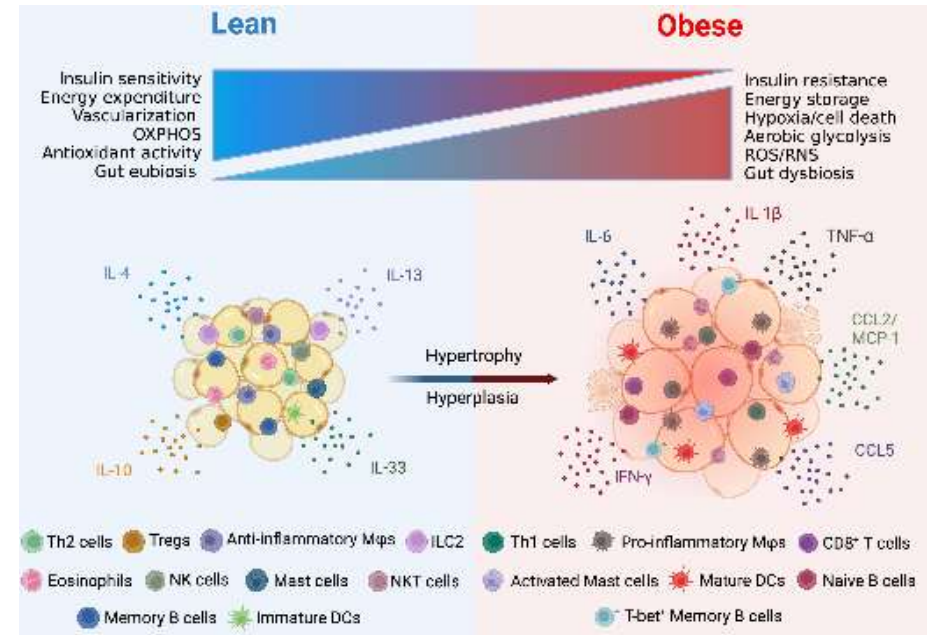 Lean
Obese
Insulin sensitivity
Energy expenditure
Vascularization
OXPHOS
Antioxidant activity
Gut eubiosis
Insulin resistance
Energy storage
Hypoxia/cell death
Aerobic glycolysis
ROS/RNS
Gut dysbiosis
IL-4
IL-13
IL-10
IL-33
Hypertrophy
Hyperplasia
IL-6
IL 1β
TNF-α
CCL2/
MCP 1
CCL5
IFN-γ
Th2 cells
Tregs
Anti-inflammatory Mφs
ILC2
Eosinophils
NK cells
Mast cells
NKT cells
Memory B cells
Immature DCs
Th1 cells
Pro-inflammatory Mφs
CD8⁺ T cells
Activated Mast cells
Mature DCs
Naive B cells
T-bet⁺ Memory B cells